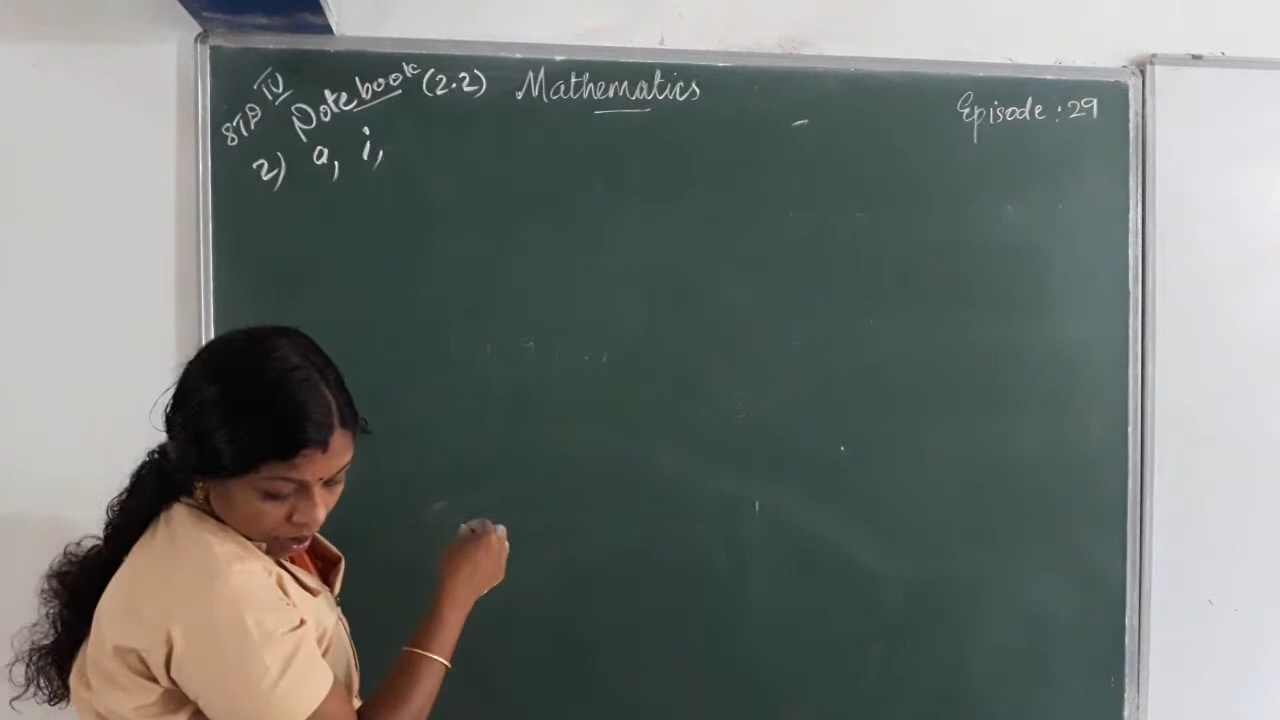 STD IV Notebook (2.2) Mathematics
Episode : 29
2) a, i,